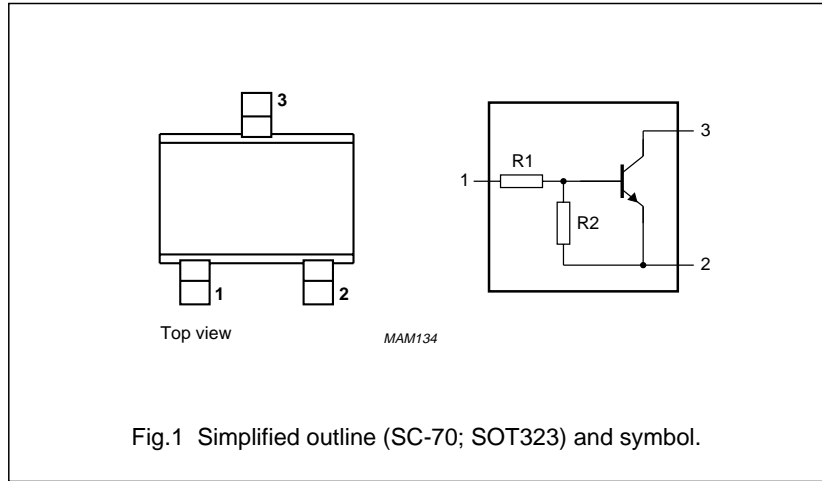 3
1
2
Top view
MAM134
R1
R2
1
3
2
Fig.1 Simplified outline (SC-70; SOT323) and symbol.